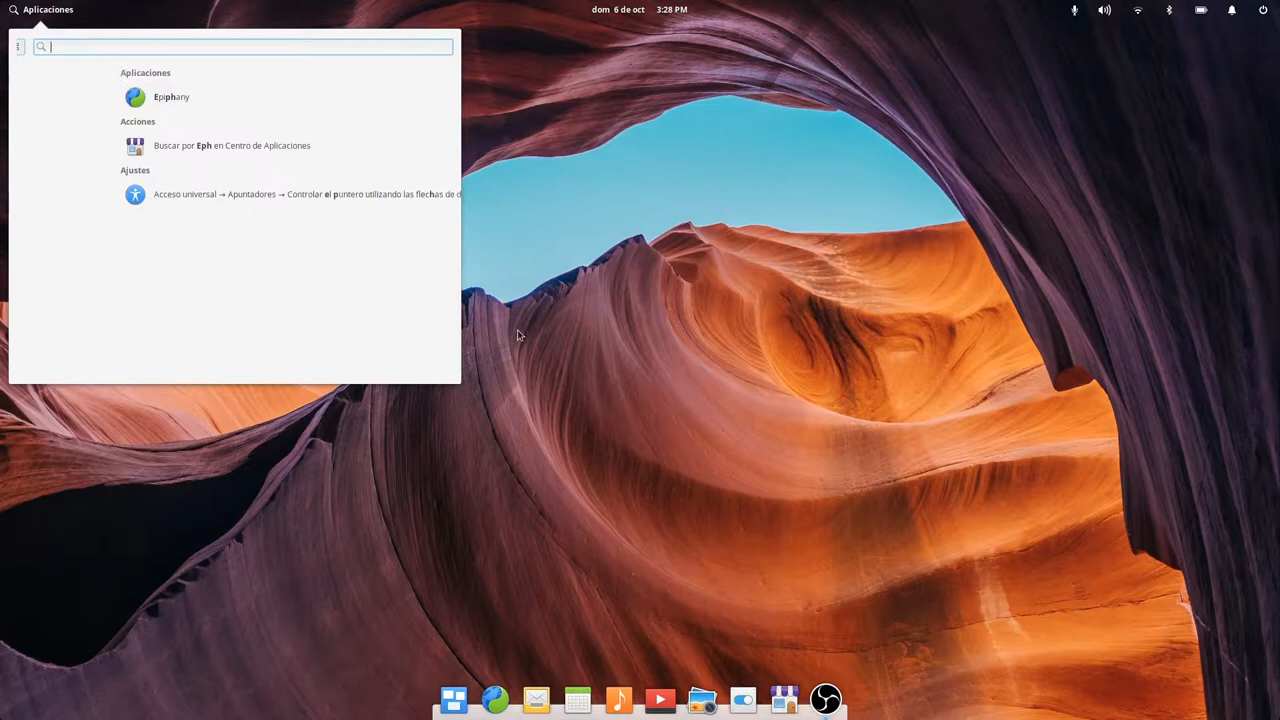 Aplicaciones
dom 6 de oct 3:28 PM
Aplicaciones
Epiphany
Acciones
Buscar por Eph en Centro de Aplicaciones
Ajustes
Acceso universal → Apuntadores → Controlar el puntero utilizando las flechas de d